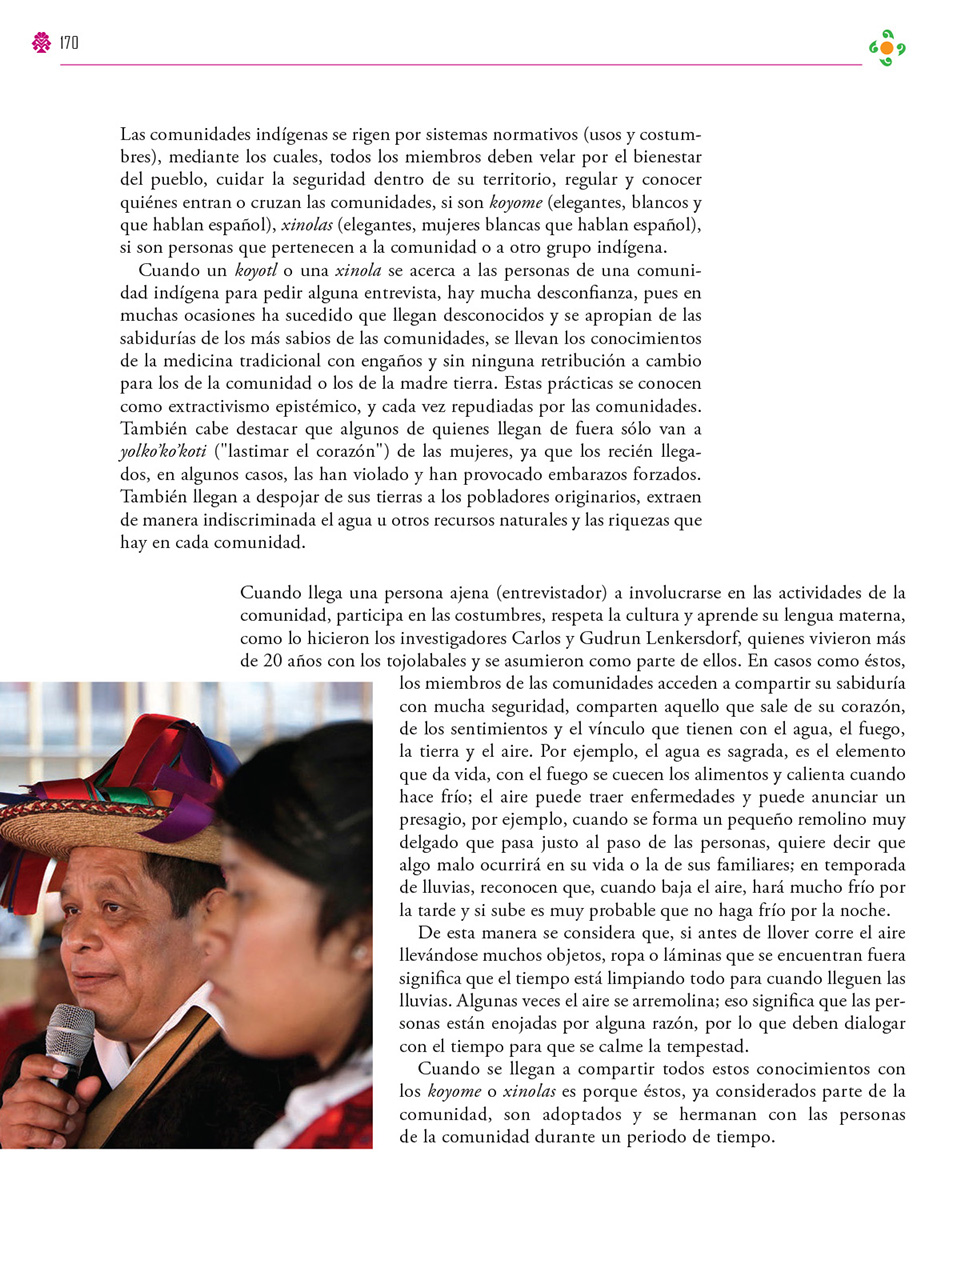 170
Las comunidades indígenas se rigen por sistemas normativos (usos y costum-
bres), mediante los cuales, todos los miembros deben velar por el bienestar
del pueblo, cuidar la seguridad dentro de su territorio, regular y conocer
quiénes entran o cruzan las comunidades, si son koyome (elegantes, blancos y
que hablan español), xinolas (elegantes, mujeres blancas que hablan español),
si son personas que pertenecen a la comunidad o a otro grupo indígena.
Cuando un koyotl o una xinola se acerca a las personas de una comuni-
dad indígena para pedir alguna entrevista, hay mucha desconfianza, pues en
muchas ocasiones ha sucedido que llegan desconocidos y se apropian de las
sabidurías de los más sabios de las comunidades, se llevan los conocimientos
de la medicina tradicional con engaños y sin ninguna retribución a cambio
para los de la comunidad o los de la madre tierra. Estas prácticas se conocen
como extractivismo epistémico, y cada vez repudiadas por las comunidades.
También cabe destacar que algunos de quienes llegan de fuera sólo van a
yolko’ko’koti ("lastimar el corazón") de las mujeres, ya que los recién llega-
dos, en algunos casos, las han violado y han provocado embarazos forzados.
También llegan a despojar de sus tierras a los pobladores originarios, extraen
de manera indiscriminada el agua u otros recursos naturales y las riquezas que
hay en cada comunidad.
Cuando llega una persona ajena (entrevistador) a involucrarse en las actividades de la
comunidad, participa en las costumbres, respeta la cultura y aprende su lengua materna,
como lo hicieron los investigadores Carlos y Gudrun Lenkersdorf, quienes vivieron más
de 20 años con los tojolabales y se asumieron como parte de ellos. En casos como éstos,
los miembros de las comunidades acceden a compartir su sabiduría
con mucha seguridad, comparten aquello que sale de su corazón,
de los sentimientos y el vínculo que tienen con el agua, el fuego,
la tierra y el aire. Por ejemplo, el agua es sagrada, es el elemento
que da vida, con el fuego se cuecen los alimentos y calienta cuando
hace frío; el aire puede traer enfermedades y puede anunciar un
presagio, por ejemplo, cuando se forma un pequeño remolino muy
delgado que pasa justo al paso de las personas, quiere decir que
algo malo ocurrirá en su vida o la de sus familiares; en temporada
de lluvias, reconocen que, cuando baja el aire, hará mucho frío por
la tarde y si sube es muy probable que no haga frío por la noche.
De esta manera se considera que, si antes de llover corre el aire
llevándose muchos objetos, ropa o láminas que se encuentran fuera
significa que el tiempo está limpiando todo para cuando lleguen las
lluvias. Algunas veces el aire se arremolina; eso significa que las per-
sonas están enojadas por alguna razón, por lo que deben dialogar
con el tiempo para que se calme la tempestad.
Cuando se llegan a compartir todos estos conocimientos con
los koyome o xinolas es porque éstos, ya considerados parte de la
comunidad, son adoptados y se hermanan con las personas
de la comunidad durante un periodo de tiempo.